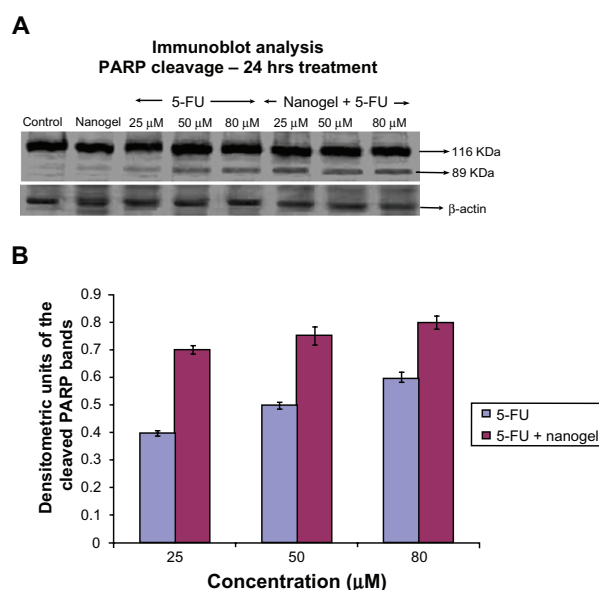 A
Immunoblot analysis
PARP cleavage – 24 hrs treatment
5-FU Nanogel + 5-FU
Control Nanogel 25 μM 50 μM 80 μM 25 μM 50 μM 80 μM
116 KDa
89 KDa
β-actin
B
Densitometric units of the
cleaved PARP bands
0.9
0.8
0.7
0.6
0.5
0.4
0.3
0.2
0.1
0
25 50 80
Concentration (μM)
5-FU
5-FU + nanogel